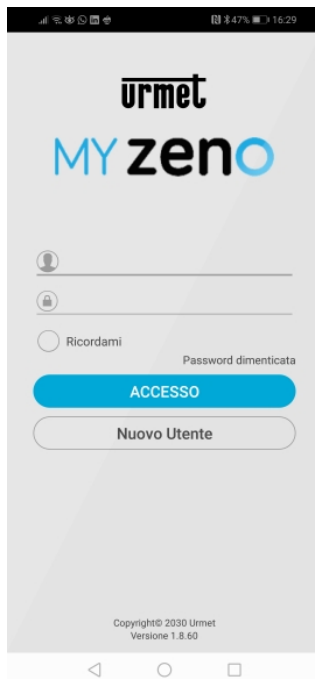 47% 16:29
urmet
MY zeno
Ricordami
Password dimenticata
ACCESSO
Nuovo Utente
Copyright© 2030 Urmet
Versione 1.8.60